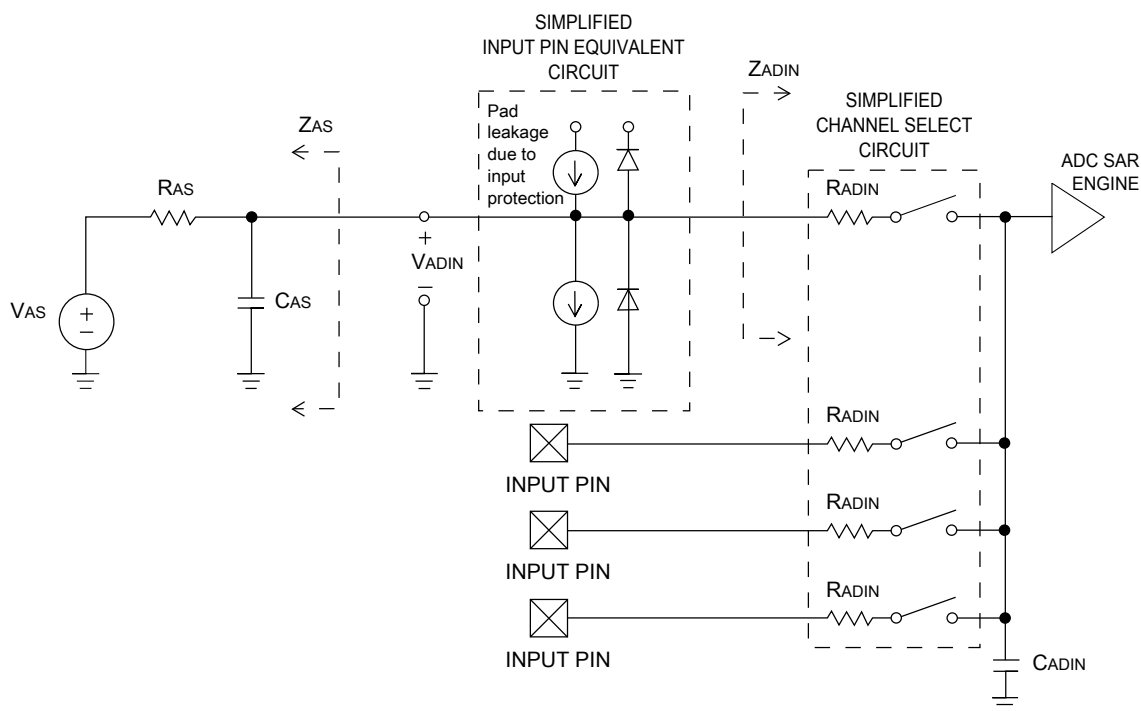 SIMPLIFIED
INPUT PIN EQUIVALENT
CIRCUIT
Pad
leakage
due to
input
protection
ZAS
RAS
VAS
+
–
CAS
+
VADIN
–
ZADIN
SIMPLIFIED
CHANNEL SELECT
CIRCUIT
RADIN
ADC SAR
ENGINE
RADIN
INPUT PIN
RADIN
INPUT PIN
RADIN
INPUT PIN
CADIN